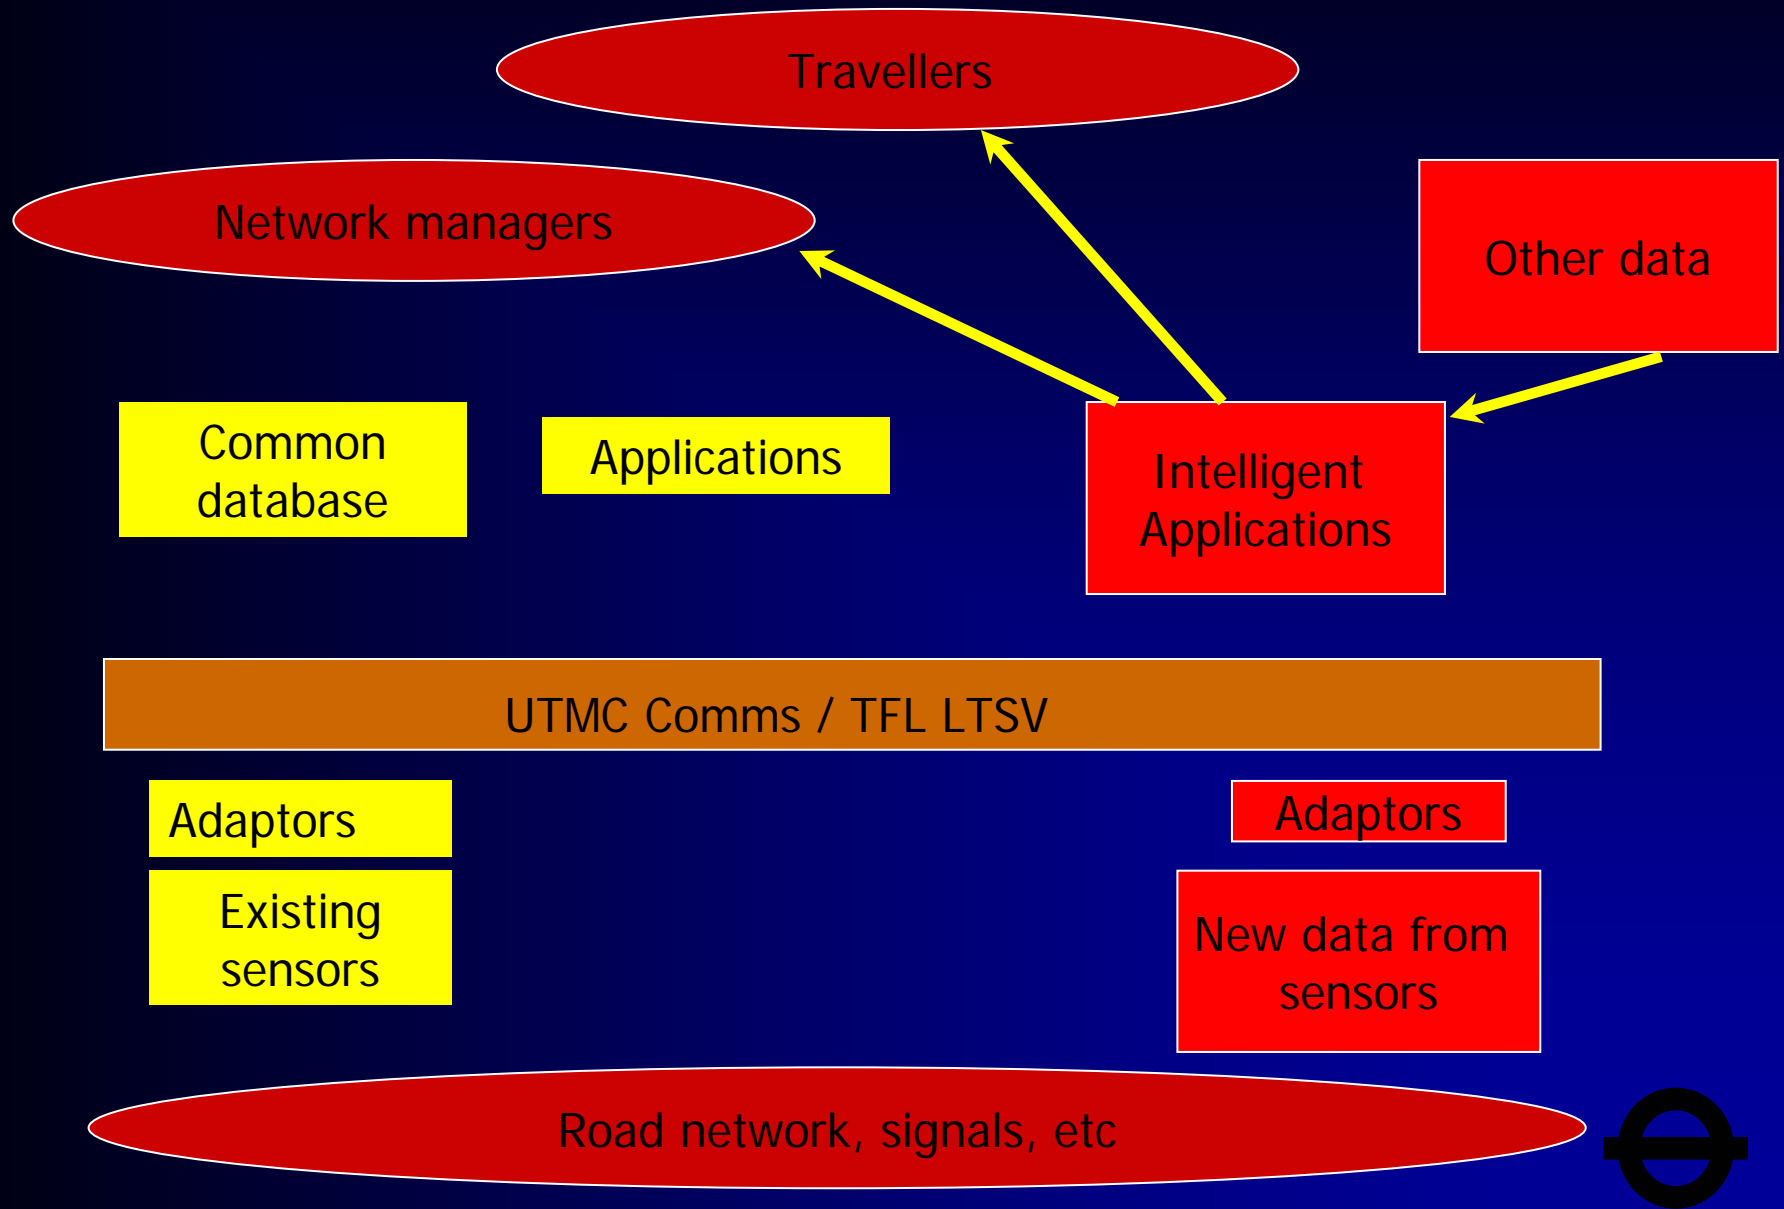 Travellers
Network managers
Other data
Common
database
Applications
Intelligent
Applications
UTMC Comms / TFL LTSV
Adaptors
Adaptors
Existing
sensors
New data from
sensors
Road network, signals, etc